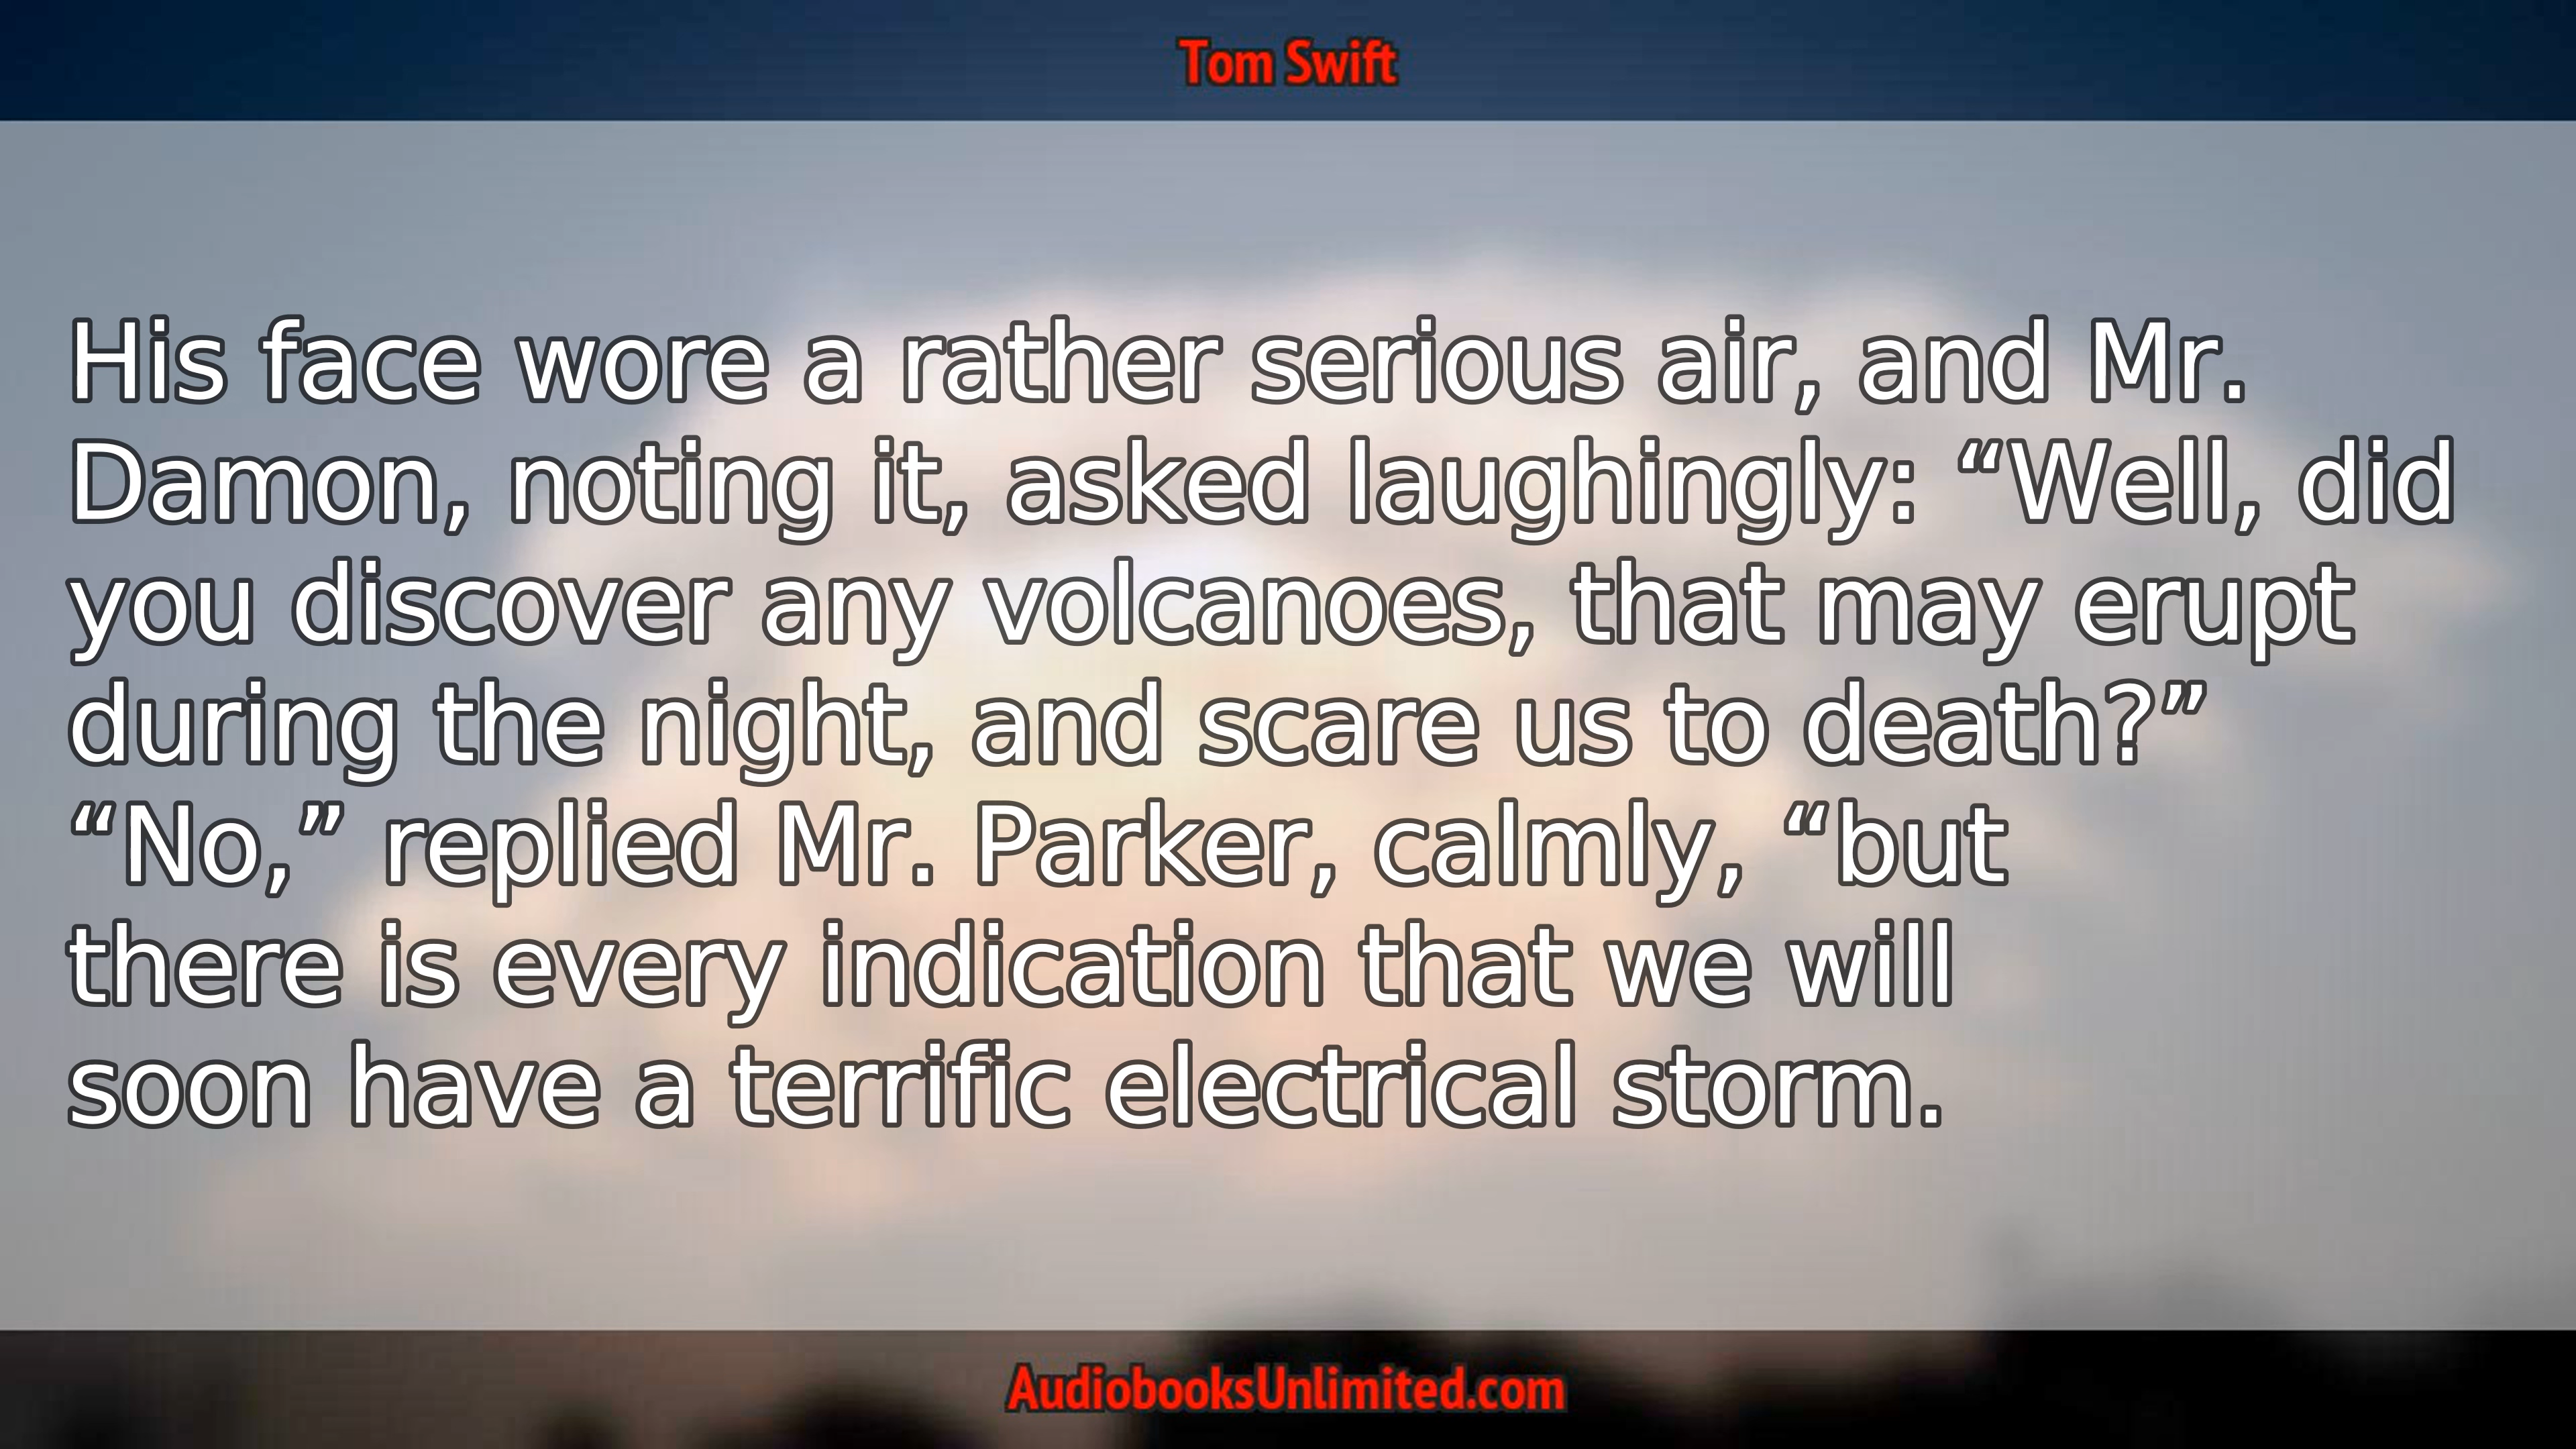 Tom Swift
His face wore a rather serious air, and Mr.
Damon, noting it, asked laughingly: “Well, did
you discover any volcanoes, that may erupt
during the night, and scare us to death?”
“No,” replied Mr. Parker, calmly, “but
there is every indication that we will
soon have a terrific electrical storm.
AudiobooksUnlimited.com